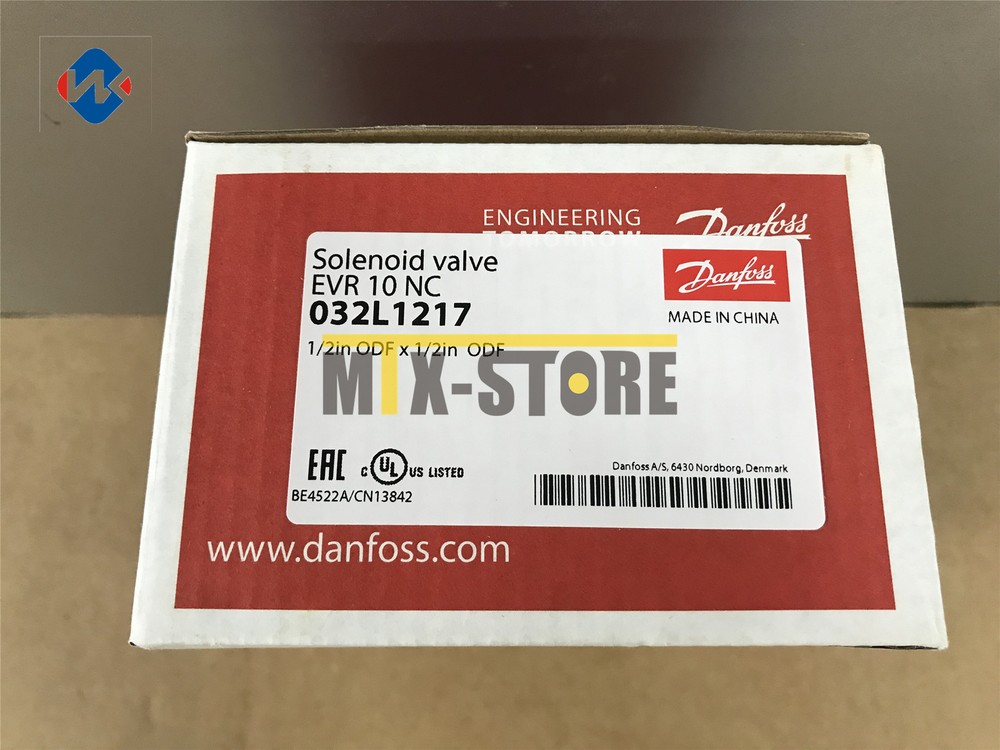 ENGINEERING
TOMORROW
Danfoss
Solenoid valve
EVR 10 NC
032L1217
Danfoss
MADE IN CHINA
1/2in ODF x 1/2in ODF
MIX-STORE
EAC
c UL US LISTED
BE4522A/CN13842
Danfoss A/S, 6430 Nordborg, Denmark
www.danfoss.com